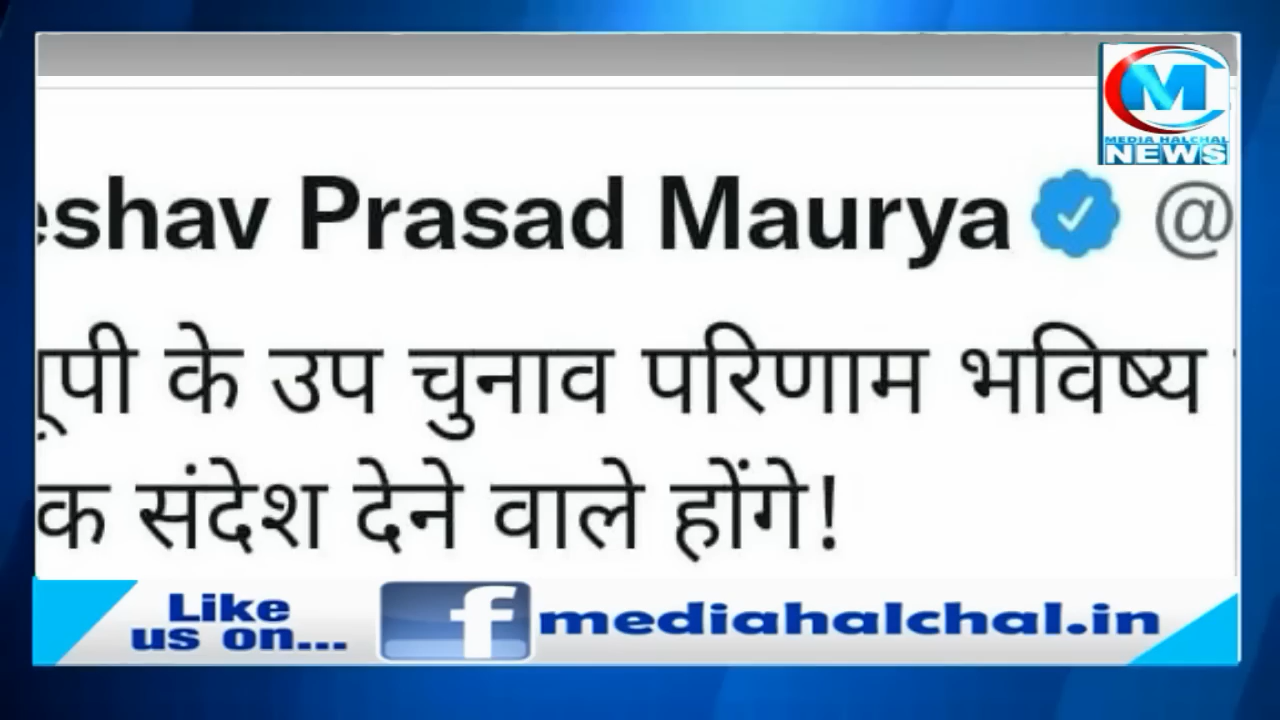 MEDIA HALCHAL
NEWS
eshav Prasad Maurya @
ूपी के उप चुनाव परिणाम भविष्य
क संदेश देने वाले होंगे!
Like
us on...
f mediahalchal.in